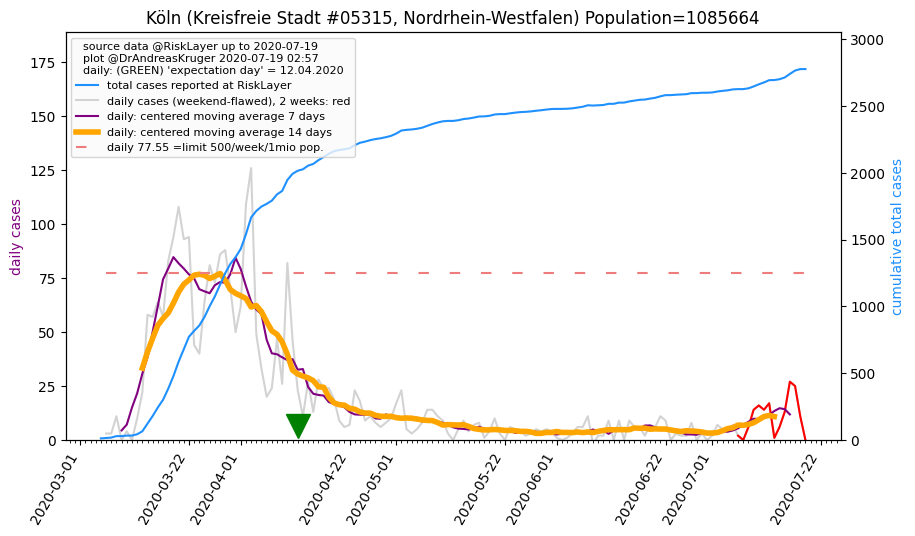 Köln (Kreisfreie Stadt #05315, Nordrhein-Westfalen) Population=1085664
source data @RiskLayer up to 2020-07-19
plot @DrAndreasKruger 2020-07-19 02:57
daily: (GREEN) 'expectation day' = 12.04.2020
total cases reported at RiskLayer
daily cases (weekend-flawed), 2 weeks: red
daily: centered moving average 7 days
daily: centered moving average 14 days
daily 77.55 =limit 500/week/1mio pop.
daily cases
175
150
125
100
75
50
25
0
cumulative total cases
3000
2500
2000
1500
1000
500
0
2020-03-01
2020-03-22
2020-04-01
2020-04-22
2020-05-01
2020-05-22
2020-06-01
2020-06-22
2020-07-01
2020-07-22